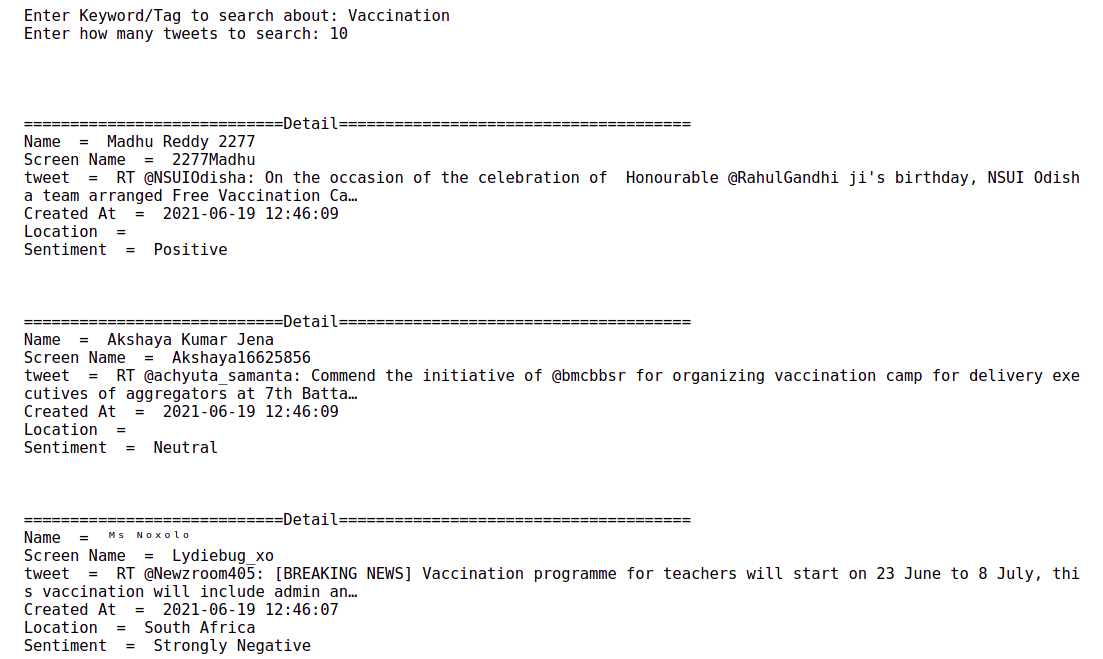 Enter Keyword/Tag to search about: Vaccination
Enter how many tweets to search: 10
============================Detail======================================
Name  =  Madhu Reddy 2277
Screen Name  =  2277Madhu
tweet  =  RT @NSUIOdisha: On the occasion of the celebration of  Honourable @RahulGandhi ji's birthday, NSUI Odish
a team arranged Free Vaccination Ca…
Created At  =  2021-06-19 12:46:09
Location  =
Sentiment  =  Positive
============================Detail======================================
Name  =  Akshaya Kumar Jena
Screen Name  =  Akshaya16625856
tweet  =  RT @achyuta_samanta: Commend the initiative of @bmcbbsr for organizing vaccination camp for delivery exe
cutives of aggregators at 7th Batta…
Created At  =  2021-06-19 12:46:09
Location  =
Sentiment  =  Neutral
============================Detail======================================
Name  =  ᴹˢ ᴺᵒˣᵒˡᵒ
Screen Name  =  Lydiebug_xo
tweet  =  RT @Newzroom405: [BREAKING NEWS] Vaccination programme for teachers will start on 23 June to 8 July, thi
s vaccination will include admin an…
Created At  =  2021-06-19 12:46:07
Location  =  South Africa
Sentiment  =  Strongly Negative